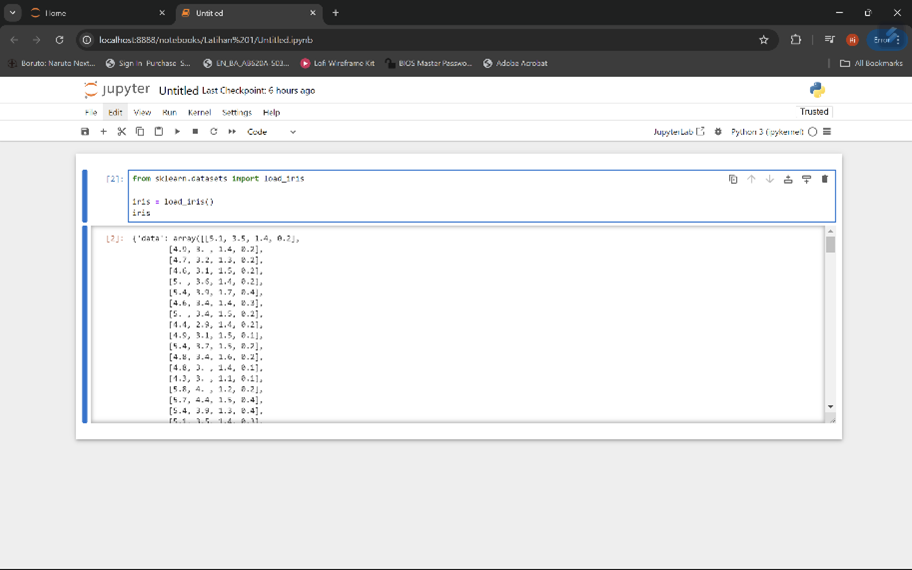 Home
Untitled
localhost:8888/notebooks/Latihan%201/Untitled.ipynb
Ri
Error
Boruto: Naruto Next...
Sign In Purchase S...
Lofi Wireframe Kit
BIOS Master Passwo...
Adobe Acrobat
All Bookmarks
jupyter Untitled Last Checkpoint: 6 hours ago
File Edit View Run Kernel Settings Help
Trusted
Code
JupyterLab
Python 3 (ipykernel)
[2]: from sklearn.datasets import load_iris
iris = load_iris()
iris
[2]: {'data': array([[5.1, 3.5, 1.4, 0.2],
[4.9, 3. , 1.4, 0.2],
[4.7, 3.2, 1.3, 0.2],
[4.6, 3.1, 1.5, 0.2],
[5. , 3.6, 1.4, 0.2],
[5.4, 3.9, 1.7, 0.4],
[4.6, 3.4, 1.4, 0.3],
[5. , 3.4, 1.5, 0.2],
[4.4, 2.9, 1.4, 0.2],
[4.9, 3.1, 1.5, 0.1],
[5.4, 3.7, 1.5, 0.2],
[4.8, 3.4, 1.6, 0.2],
[4.8, 3. , 1.4, 0.1],
[4.3, 3. , 1.1, 0.1],
[5.8, 4. , 1.2, 0.2],
[5.7, 4.4, 1.5, 0.4],
[5.4, 3.9, 1.3, 0.4],
[5.1, 3.5, 1.4, 0.3],